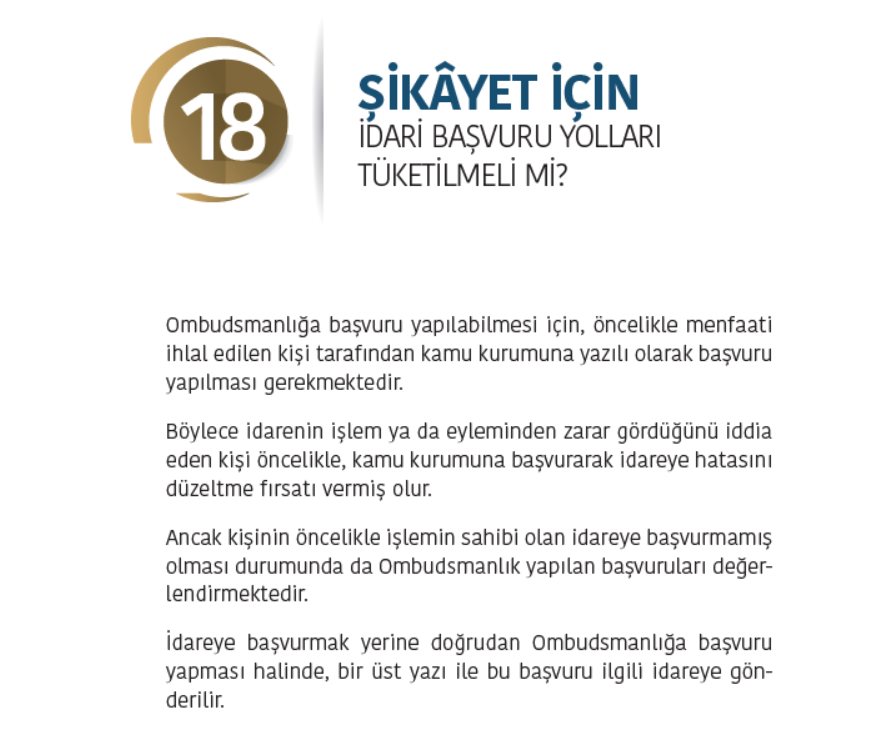 18
ŞİKÂYET İÇİN
İDARİ BAŞVURU YOLLARI
TÜKETİLMELİ Mİ?
Ombudsmanlığa başvuru yapılabilmesi için, öncelikle menfaati
ihlal edilen kişi tarafından kamu kurumuna yazılı olarak başvuru
yapılması gerekmektedir.
Böylece idarenin işlem ya da eyleminden zarar gördüğünü iddia
eden kişi öncelikle, kamu kurumuna başvurarak idareye hatasını
düzeltme fırsatı vermiş olur.
Ancak kişinin öncelikle işlemin sahibi olan idareye başvurmamış
olması durumunda da Ombudsmanlık yapılan başvuruları değer-
lendirmektedir.
İdareye başvurmak yerine doğrudan Ombudsmanlığa başvuru
yapması halinde, bir üst yazı ile bu başvuru ilgili idareye gön-
derilir.